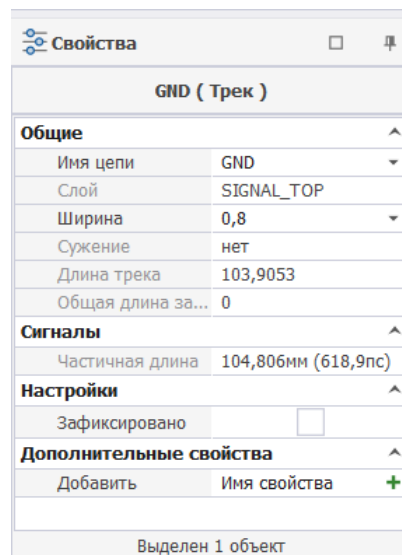 Свойства
GND ( Трек )
Общие
Имя цепи GND
Слой SIGNAL_TOP
Ширина 0,8
Сужение нет
Длина трека 103,9053
Общая длина за... 0
Сигналы
Частичная длина 104,806мм (618,9пс)
Настройки
Зафиксировано
Дополнительные свойства
Добавить Имя свойства +
Выделен 1 объект